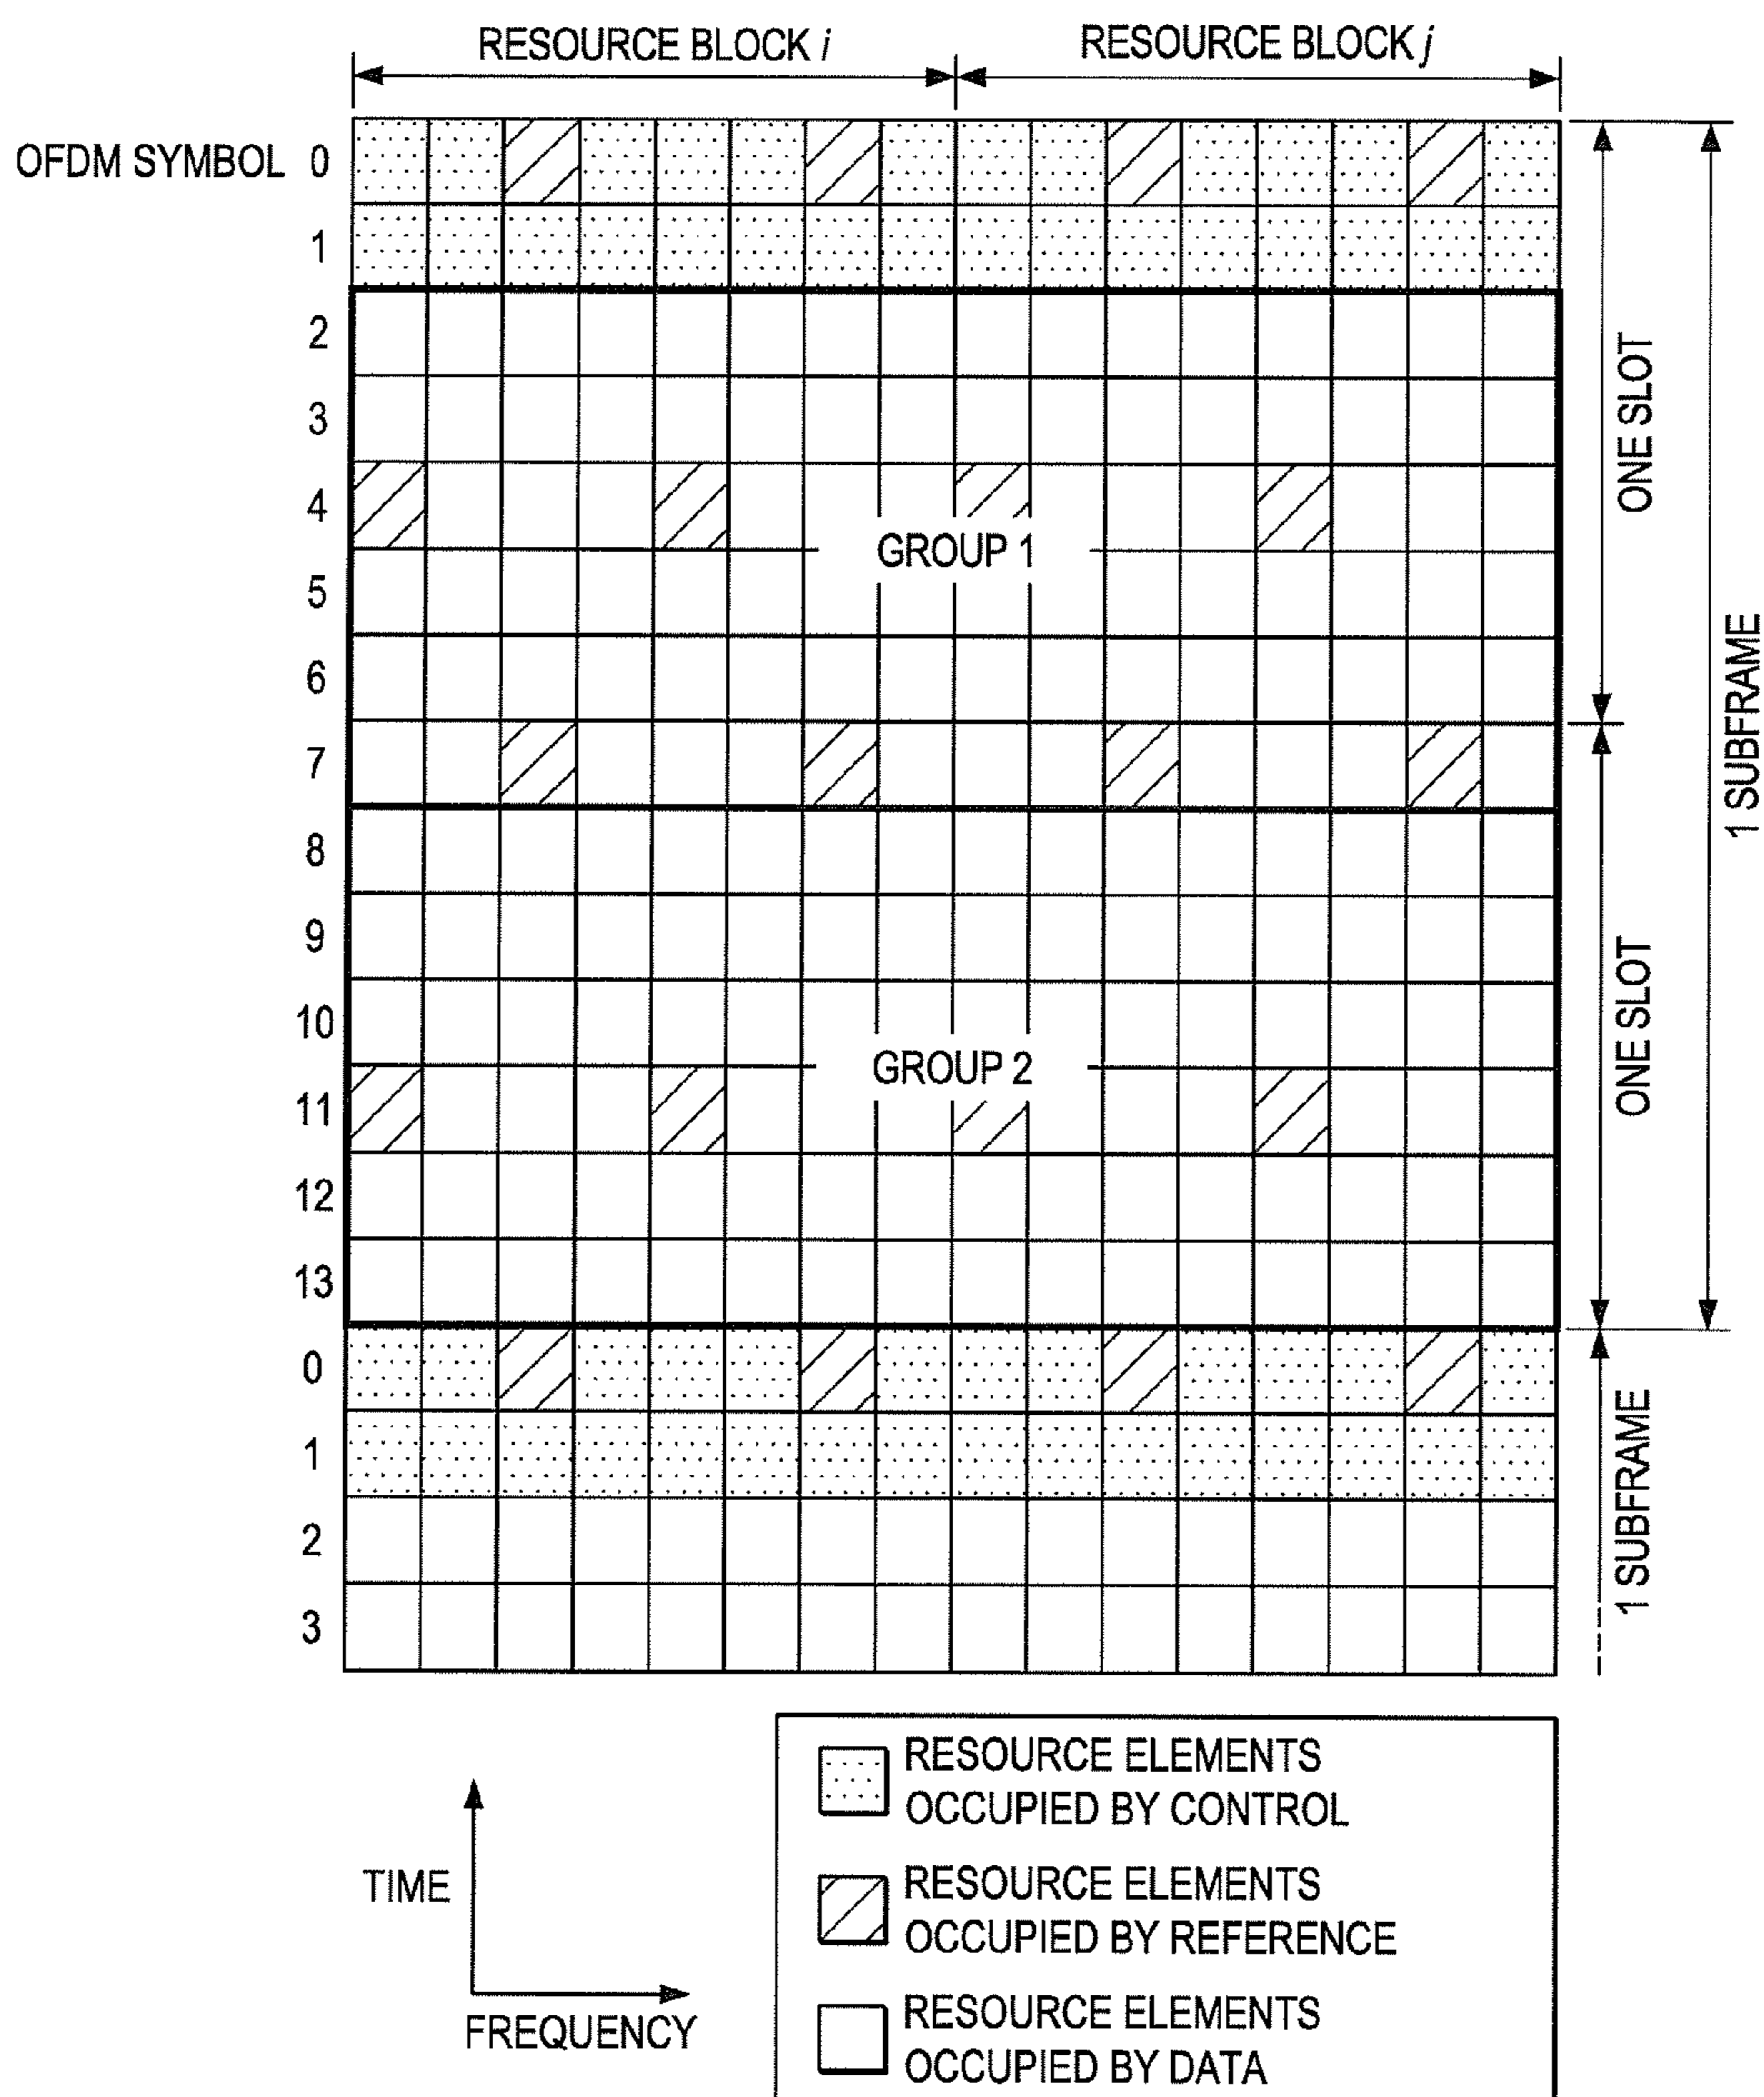 RESOURCE BLOCK i
RESOURCE BLOCK j
OFDM SYMBOL 0
1
2
3
4
5
6
7
8
9
10
11
12
13
0
1
2
3
GROUP 1
GROUP 2
ONE SLOT
ONE SLOT
1 SUBFRAME
1 SUBFRAME
TIME
FREQUENCY
RESOURCE ELEMENTS
OCCUPIED BY CONTROL
RESOURCE ELEMENTS
OCCUPIED BY REFERENCE
RESOURCE ELEMENTS
OCCUPIED BY DATA